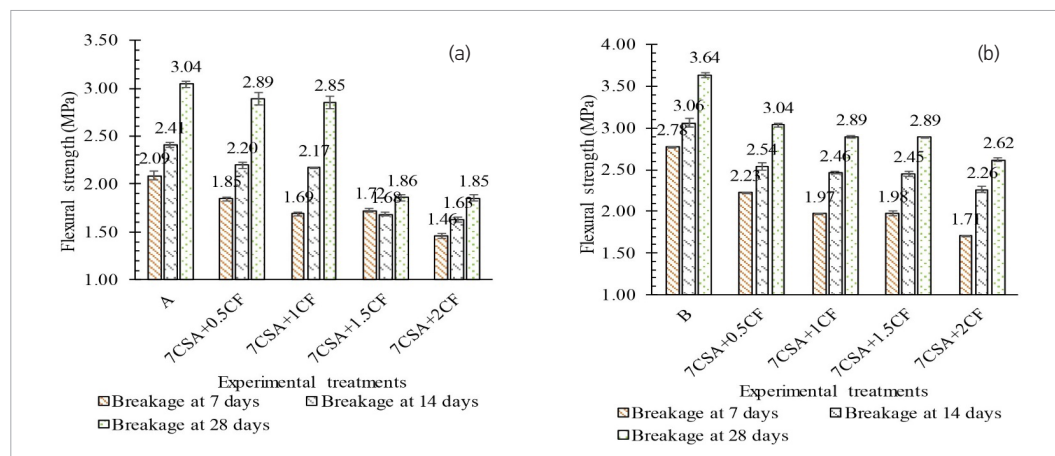 3.50
3.00
2.50
2.00
1.50
1.00
Flexural strength (MPa)
(a)
2.09
2.41
3.04
1.85
2.20
2.89
1.69
2.17
2.85
1.72
1.68
1.86
1.46
1.63
1.85
A
7CSA+0.5CF
7CSA+1CF
7CSA+1.5CF
7CSA+2CF
Experimental treatments
Breakage at 7 days
Breakage at 14 days
Breakage at 28 days
4.00
3.50
3.00
2.50
2.00
1.50
1.00
Flexural strength (MPa)
(b)
2.78
3.06
3.64
2.23
2.54
3.04
1.97
2.46
2.89
1.98
2.45
2.89
1.71
2.26
2.62
B
7CSA+0.5CF
7CSA+1CF
7CSA+1.5CF
7CSA+2CF
Experimental treatments
Breakage at 7 days
Breakage at 14 days
Breakage at 28 days